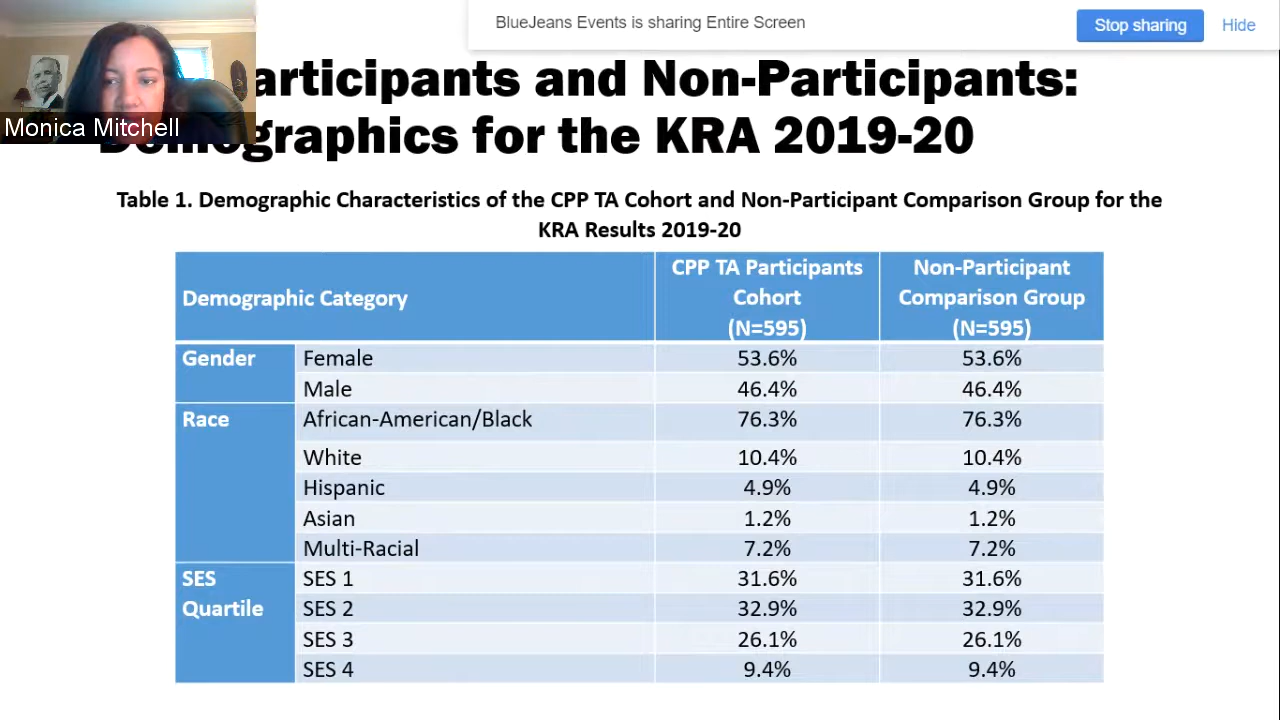 BlueJeans Events is sharing Entire Screen
Stop sharing
Hide
articipants and Non-Participants:
Monica Mitchell
graphics for the KRA 2019-20
Table 1. Demographic Characteristics of the CPP TA Cohort and Non-Participant Comparison Group for the
KRA Results 2019-20
Demographic Category
CPP TA Participants
Cohort
(N=595)
Non-Participant
Comparison Group
(N=595)
Gender Female 53.6% 53.6%
Male 46.4% 46.4%
Race African-American/Black 76.3% 76.3%
White 10.4% 10.4%
Hispanic 4.9% 4.9%
Asian 1.2% 1.2%
Multi-Racial 7.2% 7.2%
SES SES 1 31.6% 31.6%
Quartile SES 2 32.9% 32.9%
SES 3 26.1% 26.1%
SES 4 9.4% 9.4%